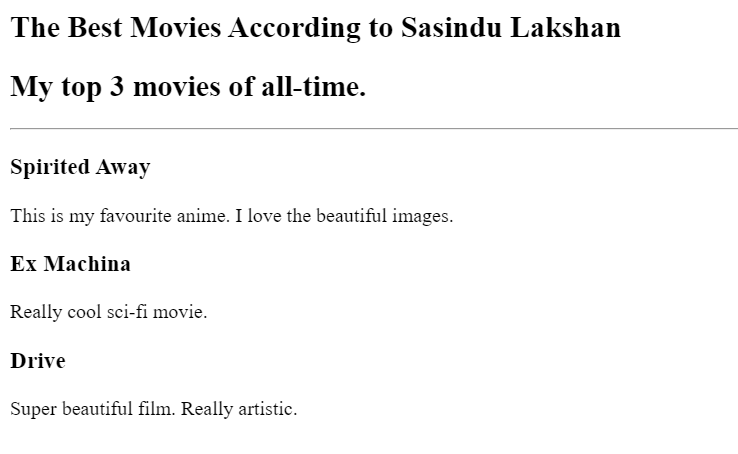 The Best Movies According to Sasindu Lakshan
My top 3 movies of all-time.
Spirited Away
This is my favourite anime. I love the beautiful images.
Ex Machina
Really cool sci-fi movie.
Drive
Super beautiful film. Really artistic.